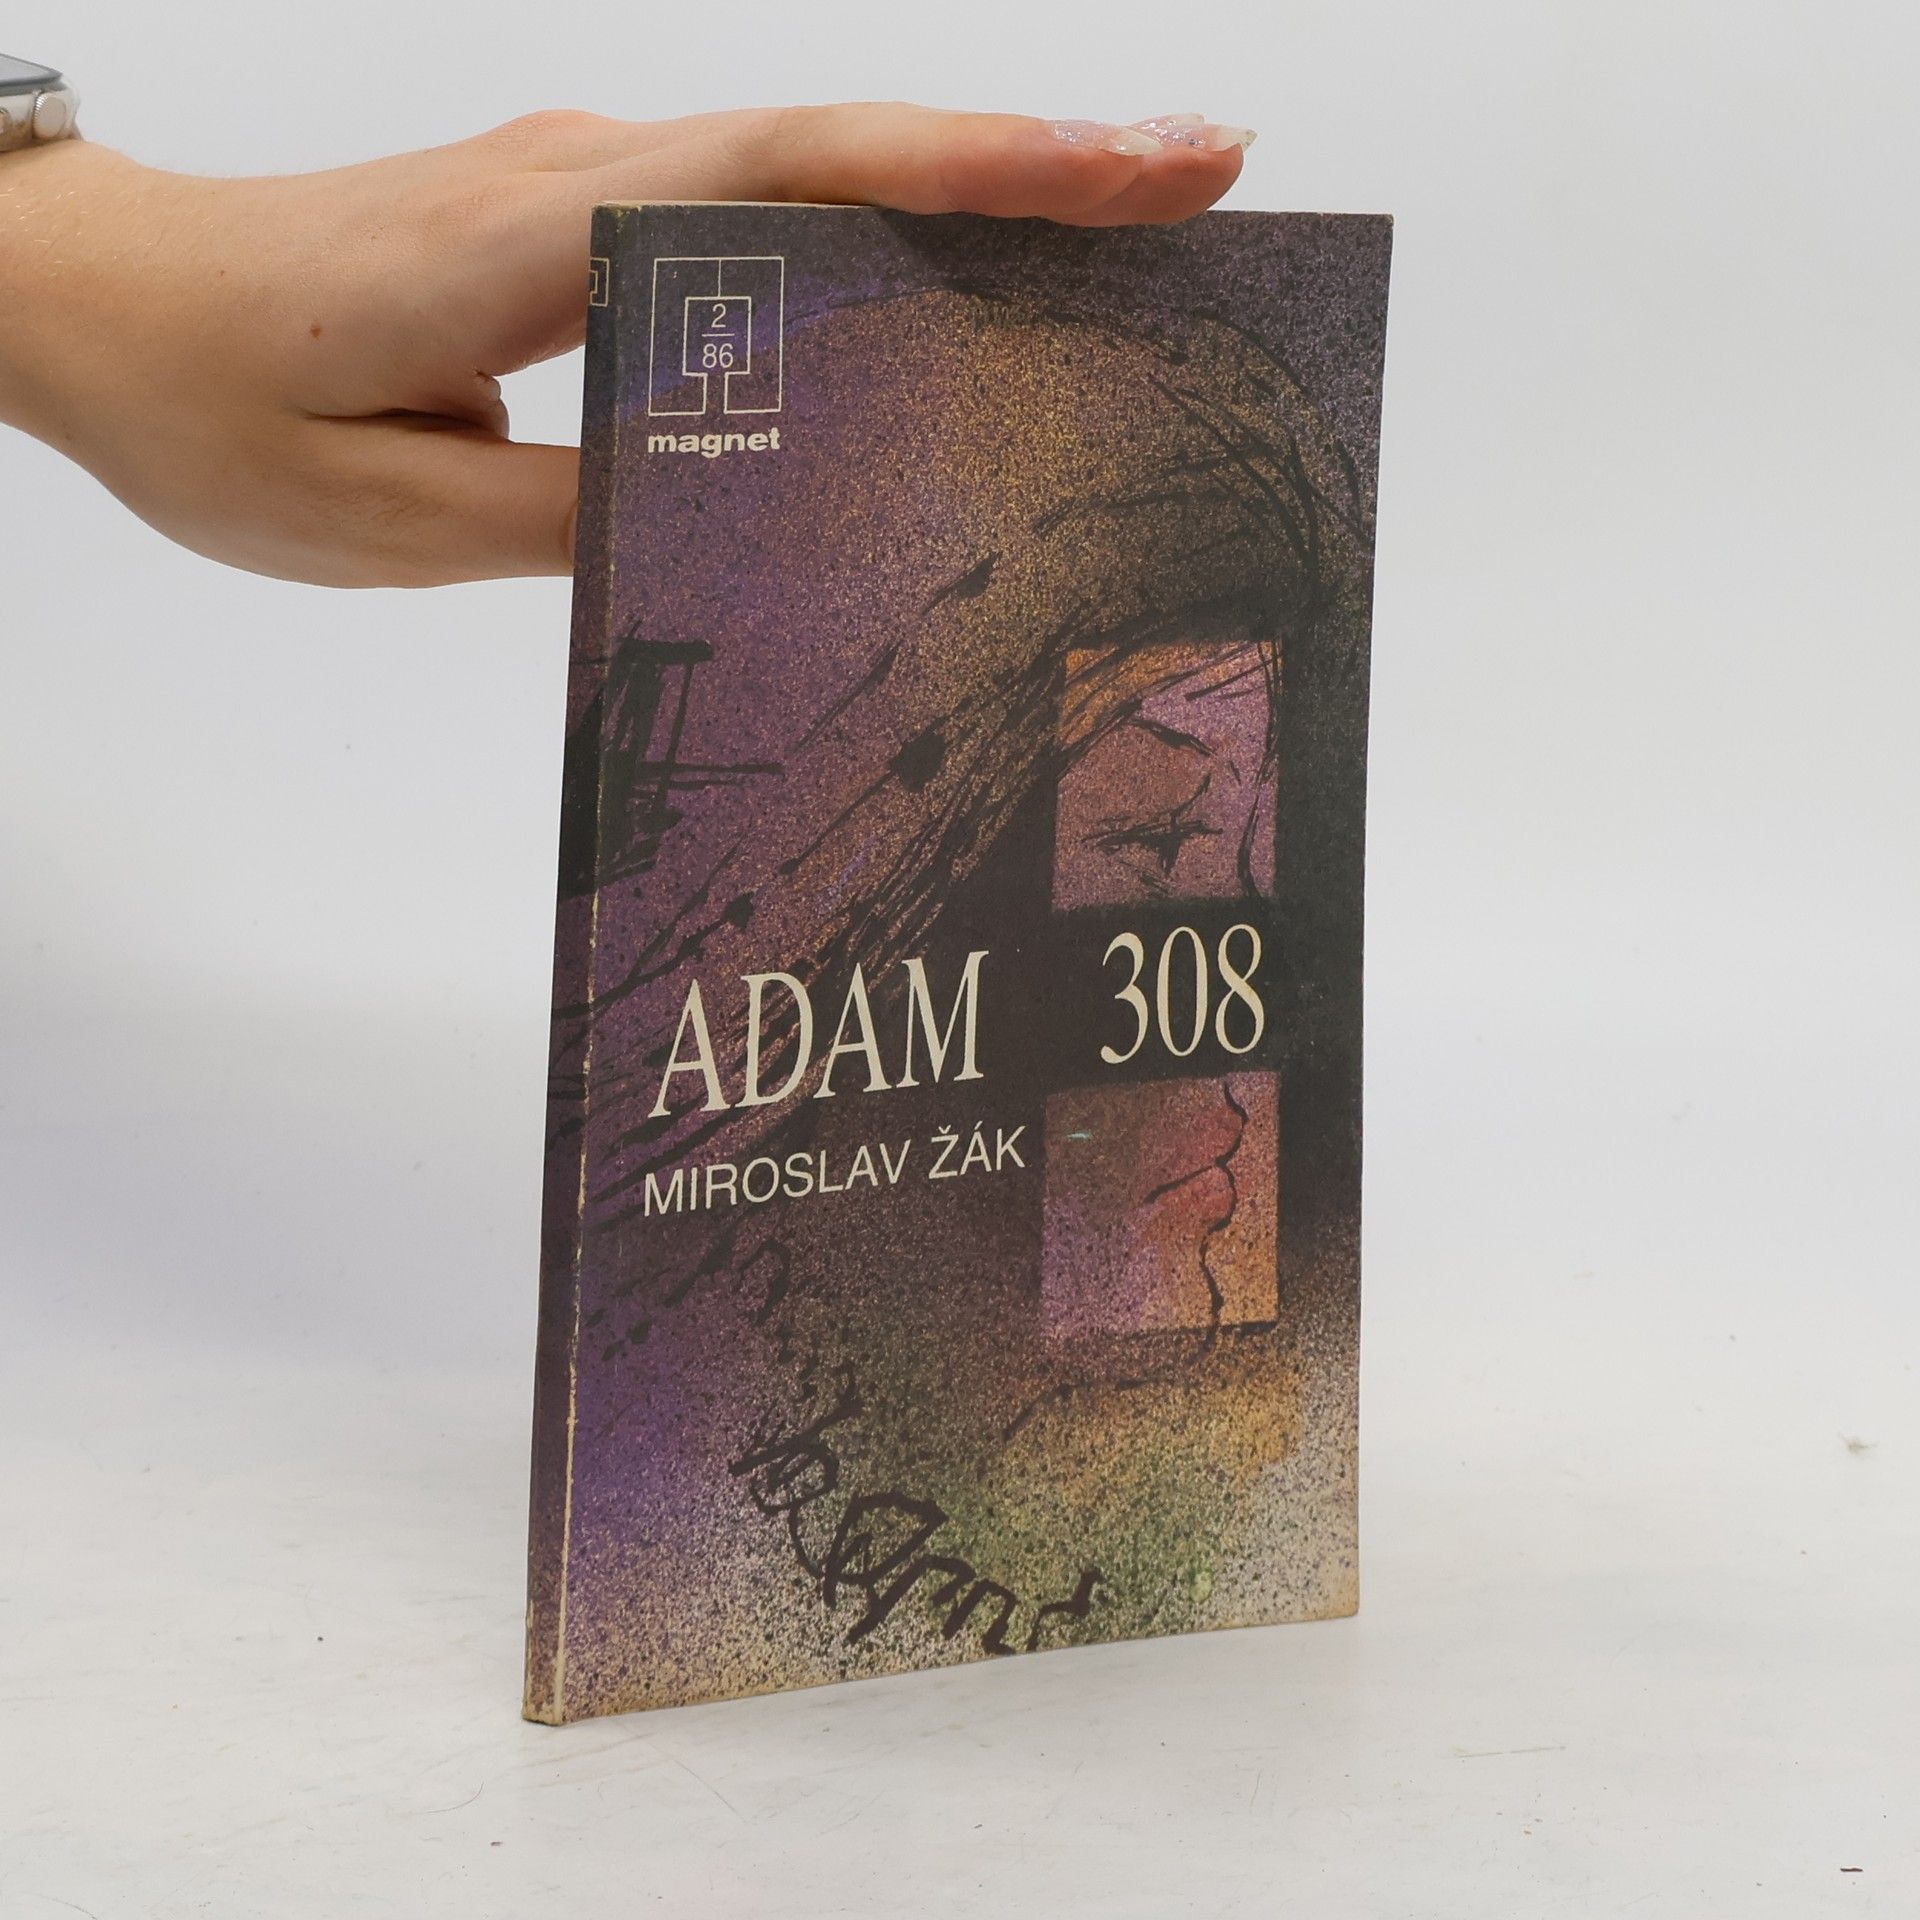 2
86
magnet
ADAM 308
MIROSLAV ŽÁK